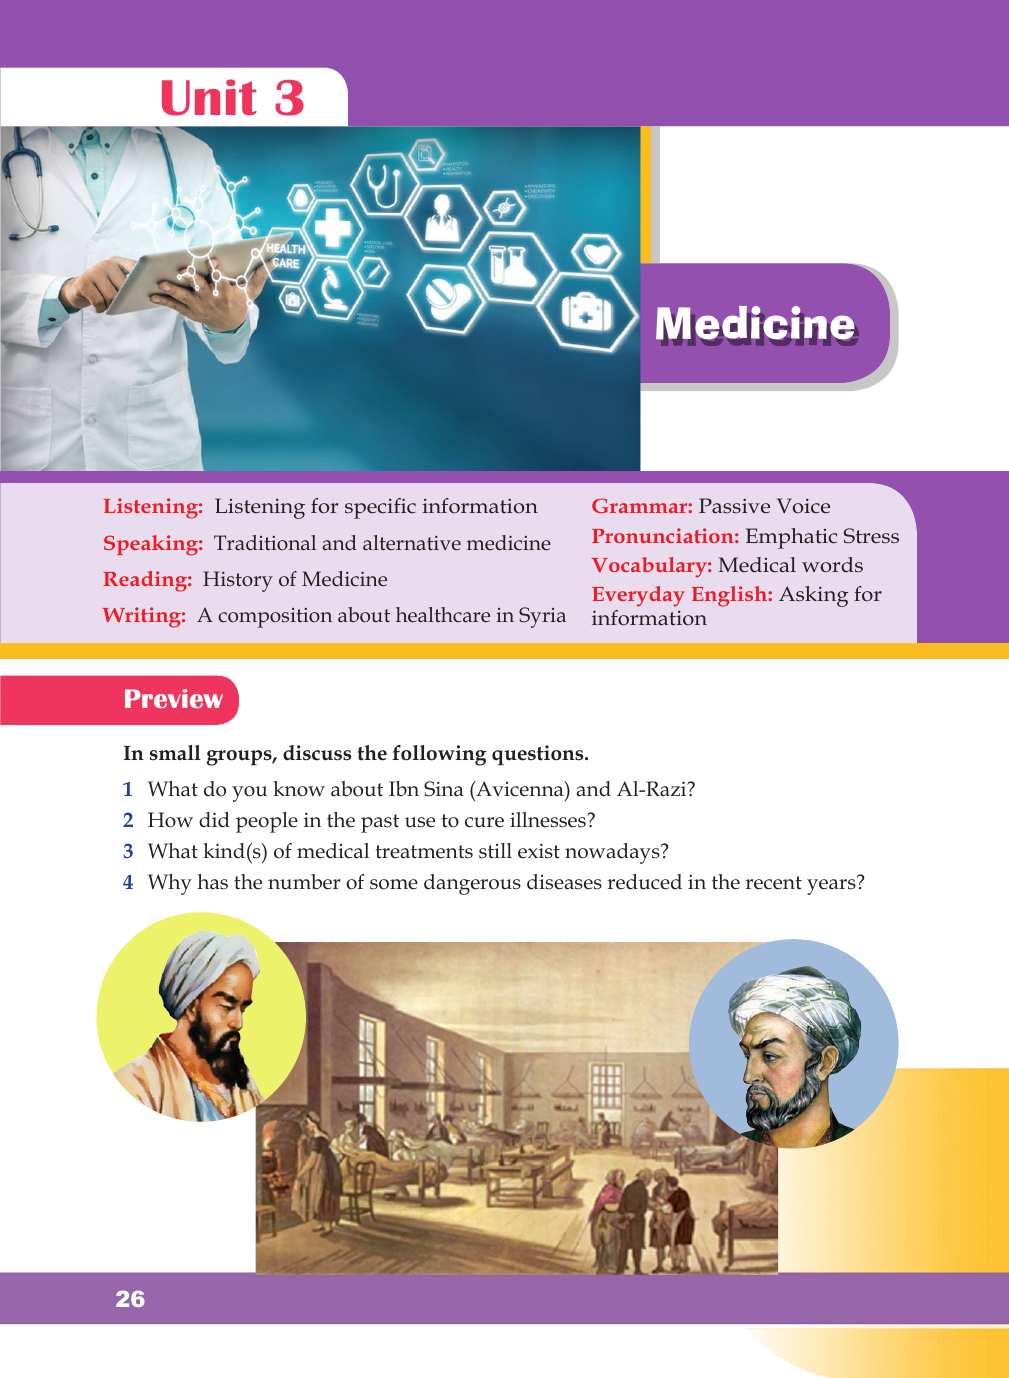 Unit 3
HEALTH
CARE
Medicine
Listening: Listening for specific information
Speaking: Traditional and alternative medicine
Reading: History of Medicine
Writing: A composition about healthcare in Syria
Grammar: Passive Voice
Pronunciation: Emphatic Stress
Vocabulary: Medical words
Everyday English: Asking for
information
Preview
In small groups, discuss the following questions.
1 What do you know about Ibn Sina (Avicenna) and Al-Razi?
2 How did people in the past use to cure illnesses?
3 What kind(s) of medical treatments still exist nowadays?
4 Why has the number of some dangerous diseases reduced in the recent years?
26